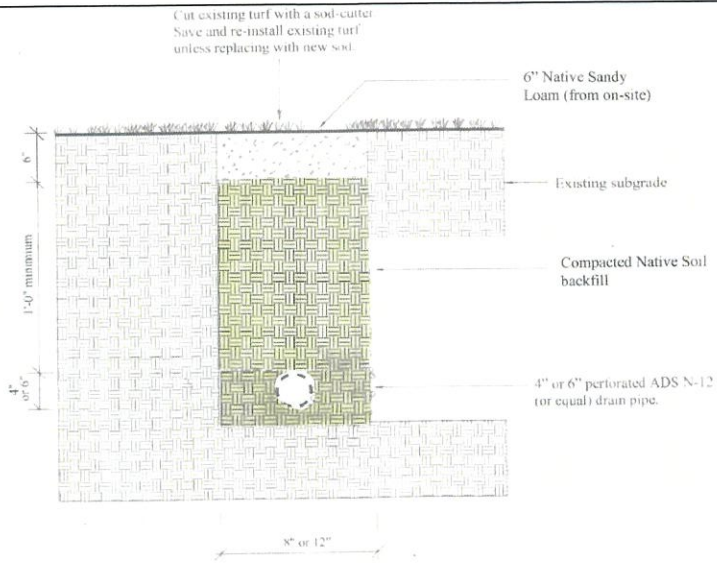 Cut existing turf with a sod-cutter.
Save and re-install existing turf
unless replacing with new sod.
6" Native Sandy
Loam (from on-site)
6"
Existing subgrade
1'-0" minimium
Compacted Native Soil
backfill
4"
or 6"
4" or 6" perforated ADS N-12
(or equal) drain pipe.
8" or 12"